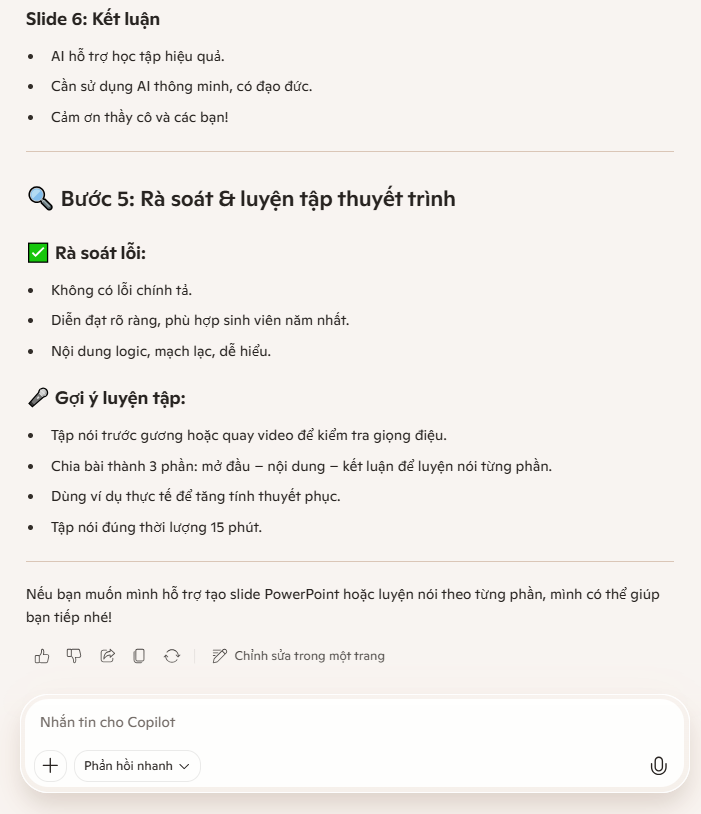 Slide 6: Kết luận
AI hỗ trợ học tập hiệu quả.
Cần sử dụng AI thông minh, có đạo đức.
Cảm ơn thầy cô và các bạn!
Bước 5: Rà soát & luyện tập thuyết trình
Rà soát lỗi:
Không có lỗi chính tả.
Diễn đạt rõ ràng, phù hợp sinh viên năm nhất.
Nội dung logic, mạch lạc, dễ hiểu.
Gợi ý luyện tập:
Tập nói trước gương hoặc quay video để kiểm tra giọng điệu.
Chia bài thành 3 phần: mở đầu – nội dung – kết luận để luyện nói từng phần.
Dùng ví dụ thực tế để tăng tính thuyết phục.
Tập nói đúng thời lượng 15 phút.
Nếu bạn muốn mình hỗ trợ tạo slide PowerPoint hoặc luyện nói theo từng phần, mình có thể giúp
bạn tiếp nhé!
Chỉnh sửa trong một trang
Nhắn tin cho Copilot
Phản hồi nhanh